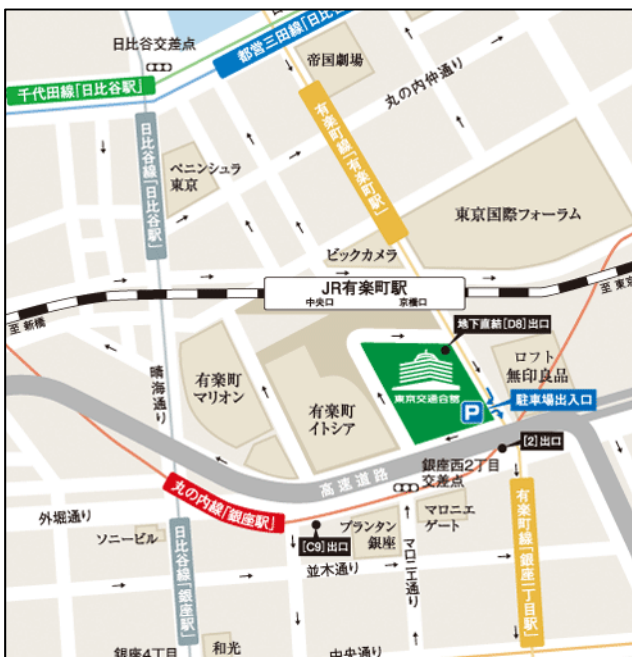 日比谷交差点
都営三田線「日比谷駅」
千代田線「日比谷駅」
帝国劇場
丸の内仲通り
日比谷線「日比谷駅」
有楽町線「有楽町駅」
ペニンシュラ
東京
東京国際フォーラム
ビックカメラ
JR有楽町駅
中央口
京橋口
至 新橋
至 東京
地下直結[D8]出口
晴海通り
有楽町
マリオン
有楽町
イトシア
東京交通会館
ロフト
無印良品
P
駐車場出入口
[2]出口
高速道路
銀座西2丁目
交差点
丸の内線「銀座駅」
外堀通り
ソニービル
[C9]出口
プランタン
銀座
マロニエ
ゲート
マロニエ通り
有楽町線「銀座一丁目駅」
日比谷線「銀座駅」
並木通り
銀座4丁目
和光
中央通り